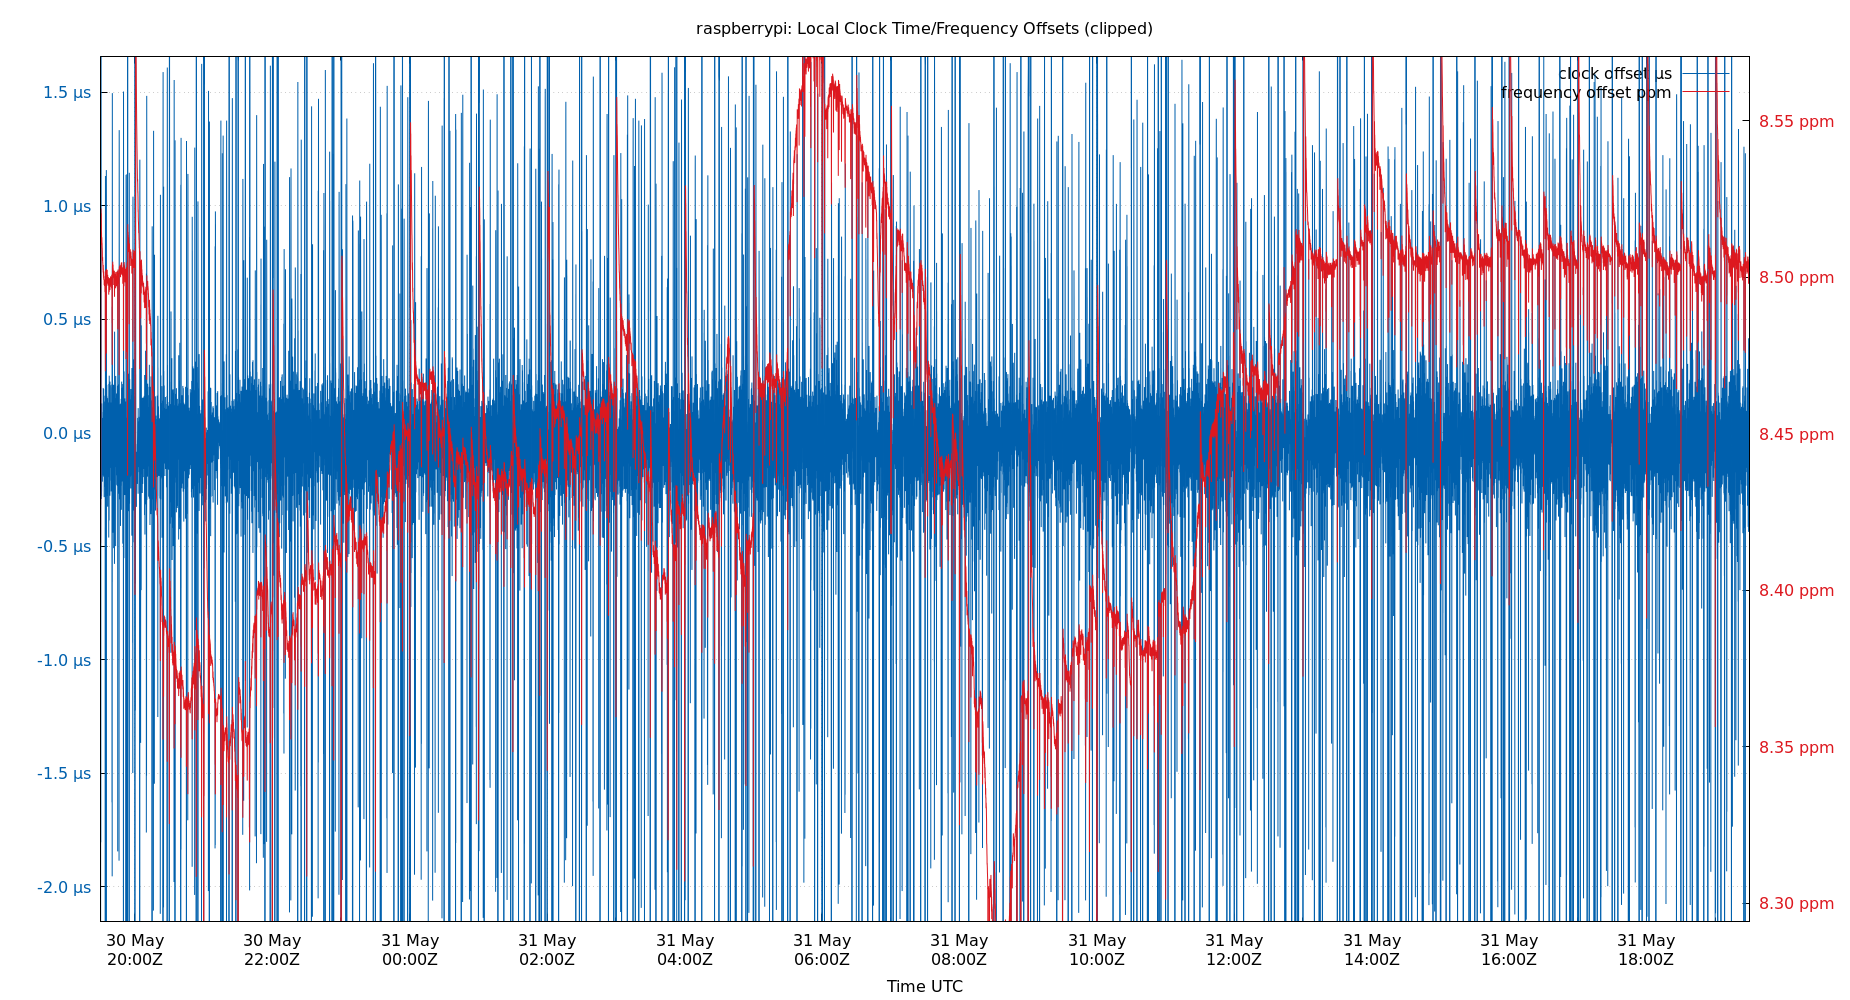 raspberrypi: Local Clock Time/Frequency Offsets (clipped)
clock offset µs
frequency offset ppm
1.5 µs
1.0 µs
0.5 µs
0.0 µs
-0.5 µs
-1.0 µs
-1.5 µs
-2.0 µs
8.55 ppm
8.50 ppm
8.45 ppm
8.40 ppm
8.35 ppm
8.30 ppm
30 May 30 May 31 May 31 May 31 May 31 May 31 May 31 May 31 May 31 May 31 May 31 May
20:00Z 22:00Z 00:00Z 02:00Z 04:00Z 06:00Z 08:00Z 10:00Z 12:00Z 14:00Z 16:00Z 18:00Z
Time UTC